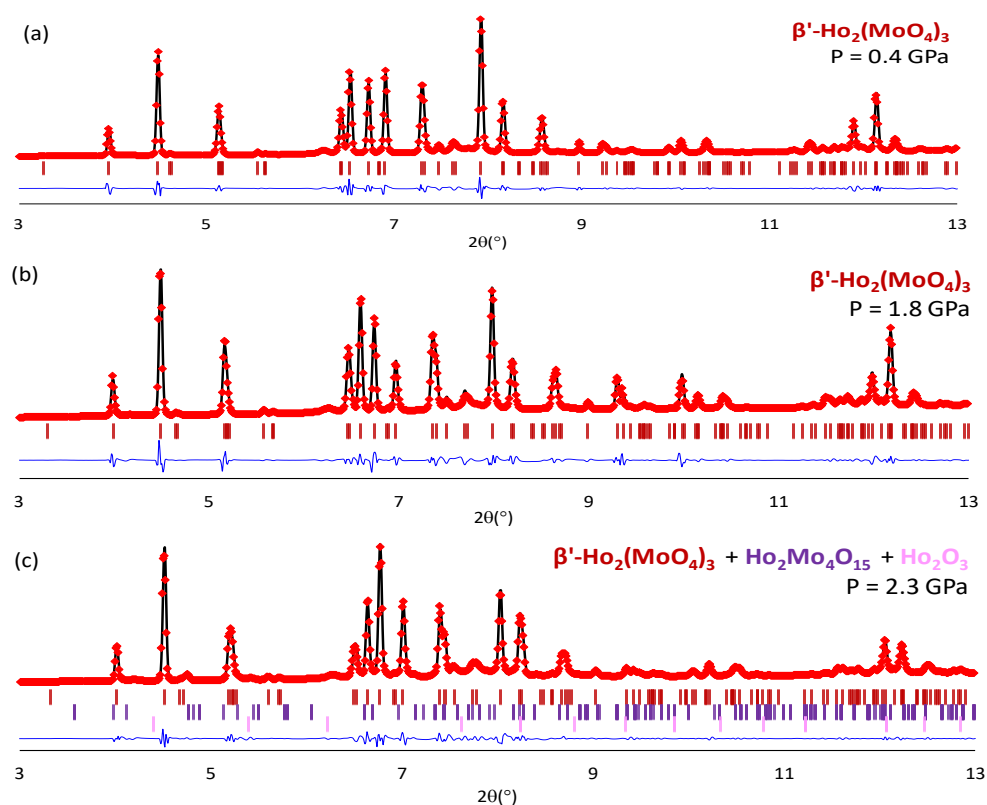 (a)
β'-Ho₂(MoO₄)₃
P = 0.4 GPa
3 5 7 9 11 13
2θ(°)
(b)
β'-Ho₂(MoO₄)₃
P = 1.8 GPa
3 5 7 9 11 13
2θ(°)
(c)
β'-Ho₂(MoO₄)₃ + Ho₂Mo₄O₁₅ + Ho₂O₃
P = 2.3 GPa
3 5 7 9 11 13
2θ(°)